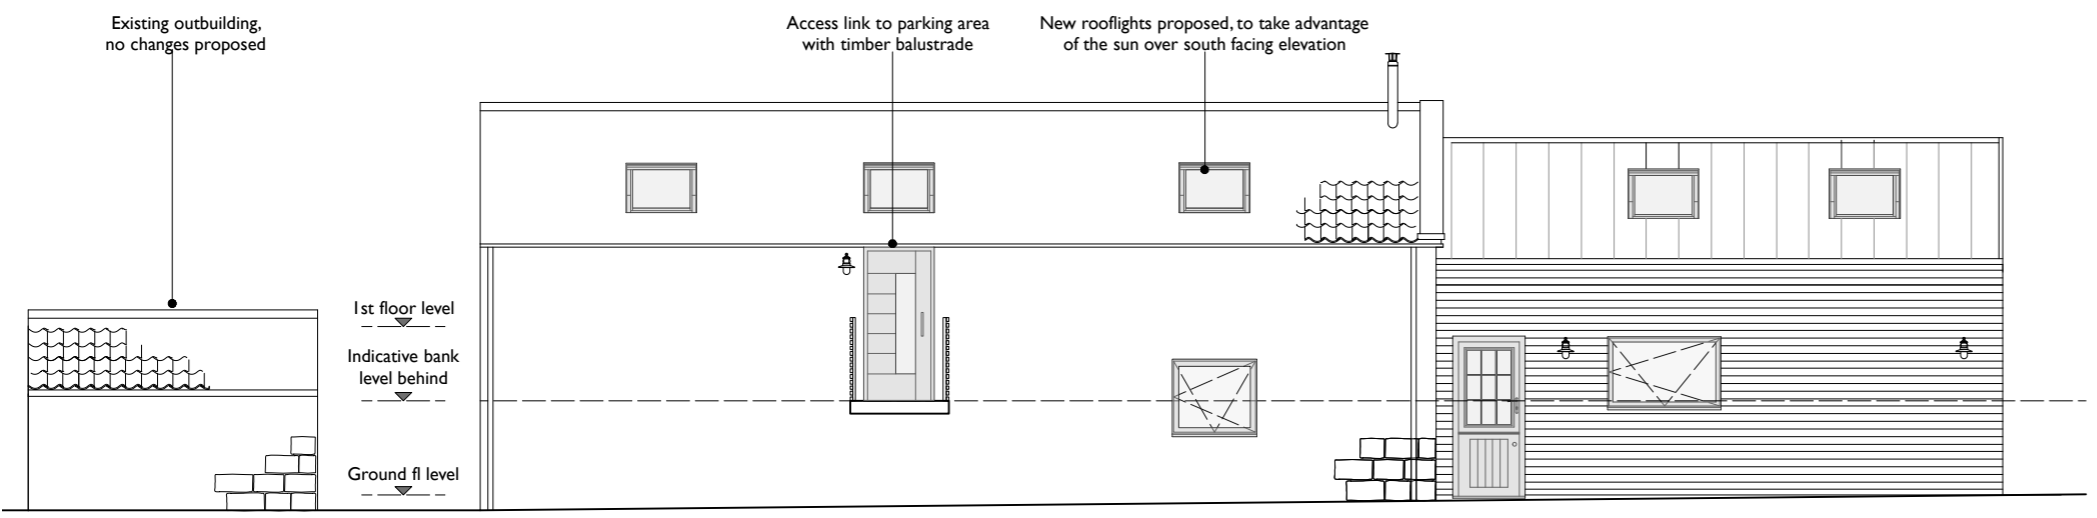 Existing outbuilding,
no changes proposed
Access link to parking area
with timber balustrade
New rooflights proposed, to take advantage
of the sun over south facing elevation
1st floor level
Indicative bank
level behind
Ground fl level